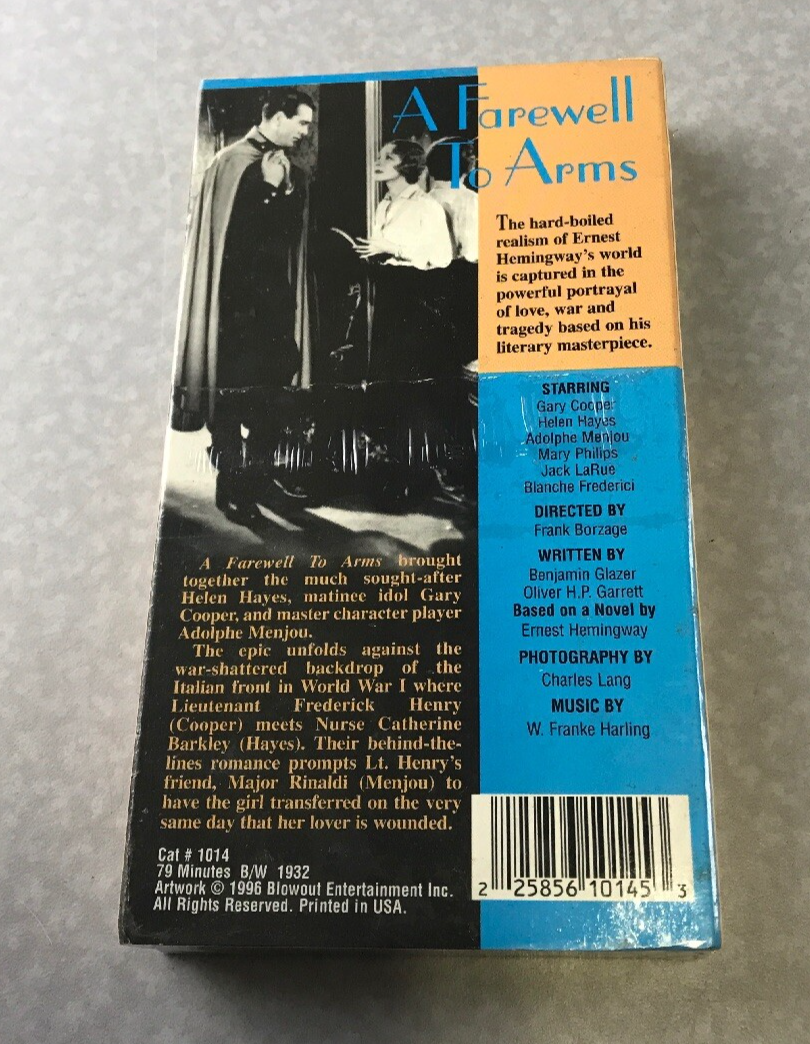 A Farewell
To Arms
The hard-boiled
realism of Ernest
Hemingway's world
is captured in the
powerful portrayal
of love, war and
tragedy based on his
literary masterpiece.
STARRING
Gary Cooper
Helen Hayes
Adolphe Menjou
Mary Philips
Jack LaRue
Blanche Frederici
DIRECTED BY
Frank Borzage
WRITTEN BY
Benjamin Glazer
Oliver H.P. Garrett
Based on a Novel by
Ernest Hemingway
PHOTOGRAPHY BY
Charles Lang
MUSIC BY
W. Franke Harling
A Farewell To Arms brought
together the much sought-after
Helen Hayes, matinee idol Gary
Cooper, and master character player
Adolphe Menjou.
The epic unfolds against the
war-shattered backdrop of the
Italian front in World War I where
Lieutenant Frederick Henry
(Cooper) meets Nurse Catherine
Barkley (Hayes). Their behind-the-
lines romance prompts Lt. Henry's
friend, Major Rinaldi (Menjou) to
have the girl transferred on the very
same day that her lover is wounded.
Cat # 1014
79 Minutes B/W 1932
Artwork © 1996 Blowout Entertainment Inc.
All Rights Reserved. Printed in USA.
2 25856 10145 3